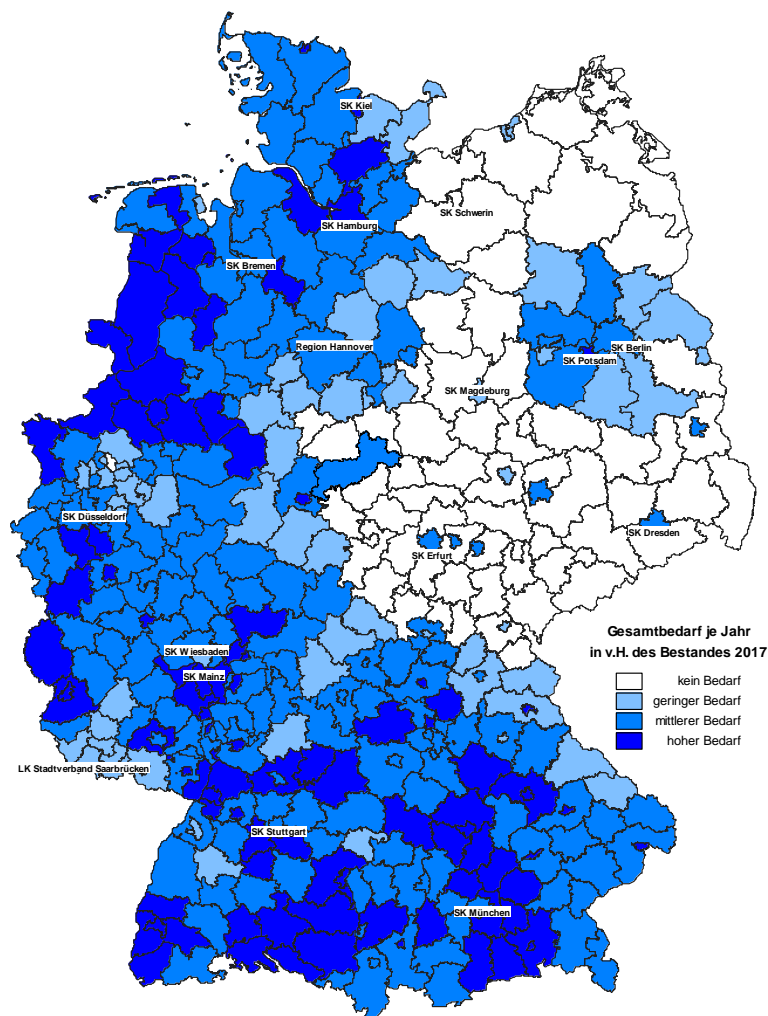 SK Kiel
SK Schwerin
SK Hamburg
SK Bremen
Region Hannover
SK Berlin
SK Potsdam
SK Magdeburg
SK Düsseldorf
SK Dresden
SK Erfurt
Gesamtbedarf je Jahr
in v.H. des Bestandes 2017
kein Bedarf
geringer Bedarf
mittlerer Bedarf
hoher Bedarf
SK Wiesbaden
SK Mainz
LK Stadtverband Saarbrücken
SK Stuttgart
SK München